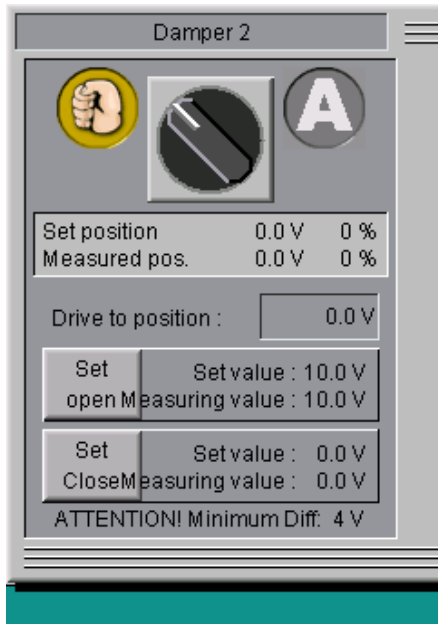 Damper 2
A
Set position 0.0 V 0 %
Measured pos. 0.0 V 0 %
Drive to position : 0.0 V
Set Set value : 10.0 V
open Measuring value : 10.0 V
Set Set value : 0.0 V
Close Measuring value : 0.0 V
ATTENTION! Minimum Diff: 4 V